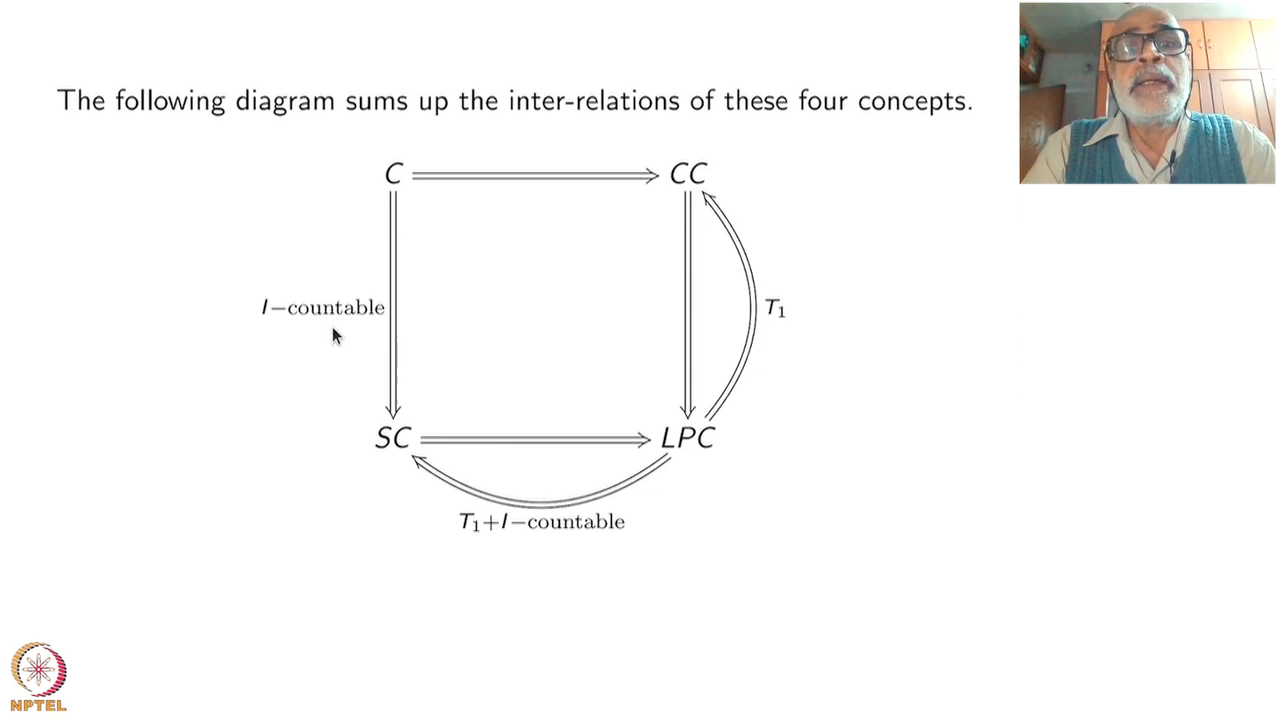 The following diagram sums up the inter-relations of these four concepts.
C CC
I−countable T₁
SC LPC
T₁+I−countable
NPTEL